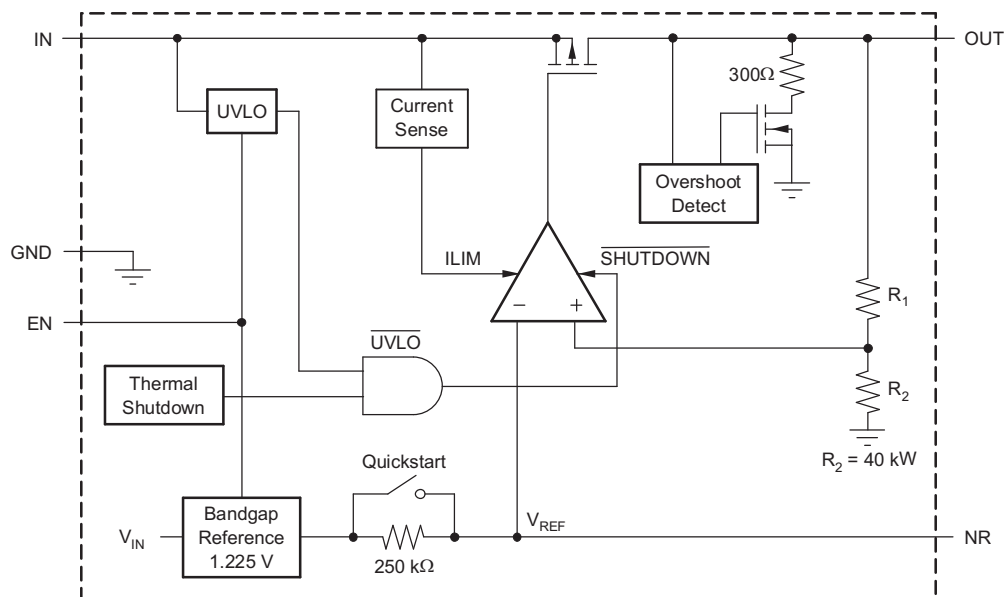 IN
OUT
300Ω
UVLO
Current
Sense
Overshoot
Detect
GND
ILIM
SHUTDOWN
R1
−
+
EN
UVLO
Thermal
Shutdown
R2
R2 = 40 kW
Quickstart
VIN
Bandgap
Reference
1.225 V
VREF
NR
250 kΩ